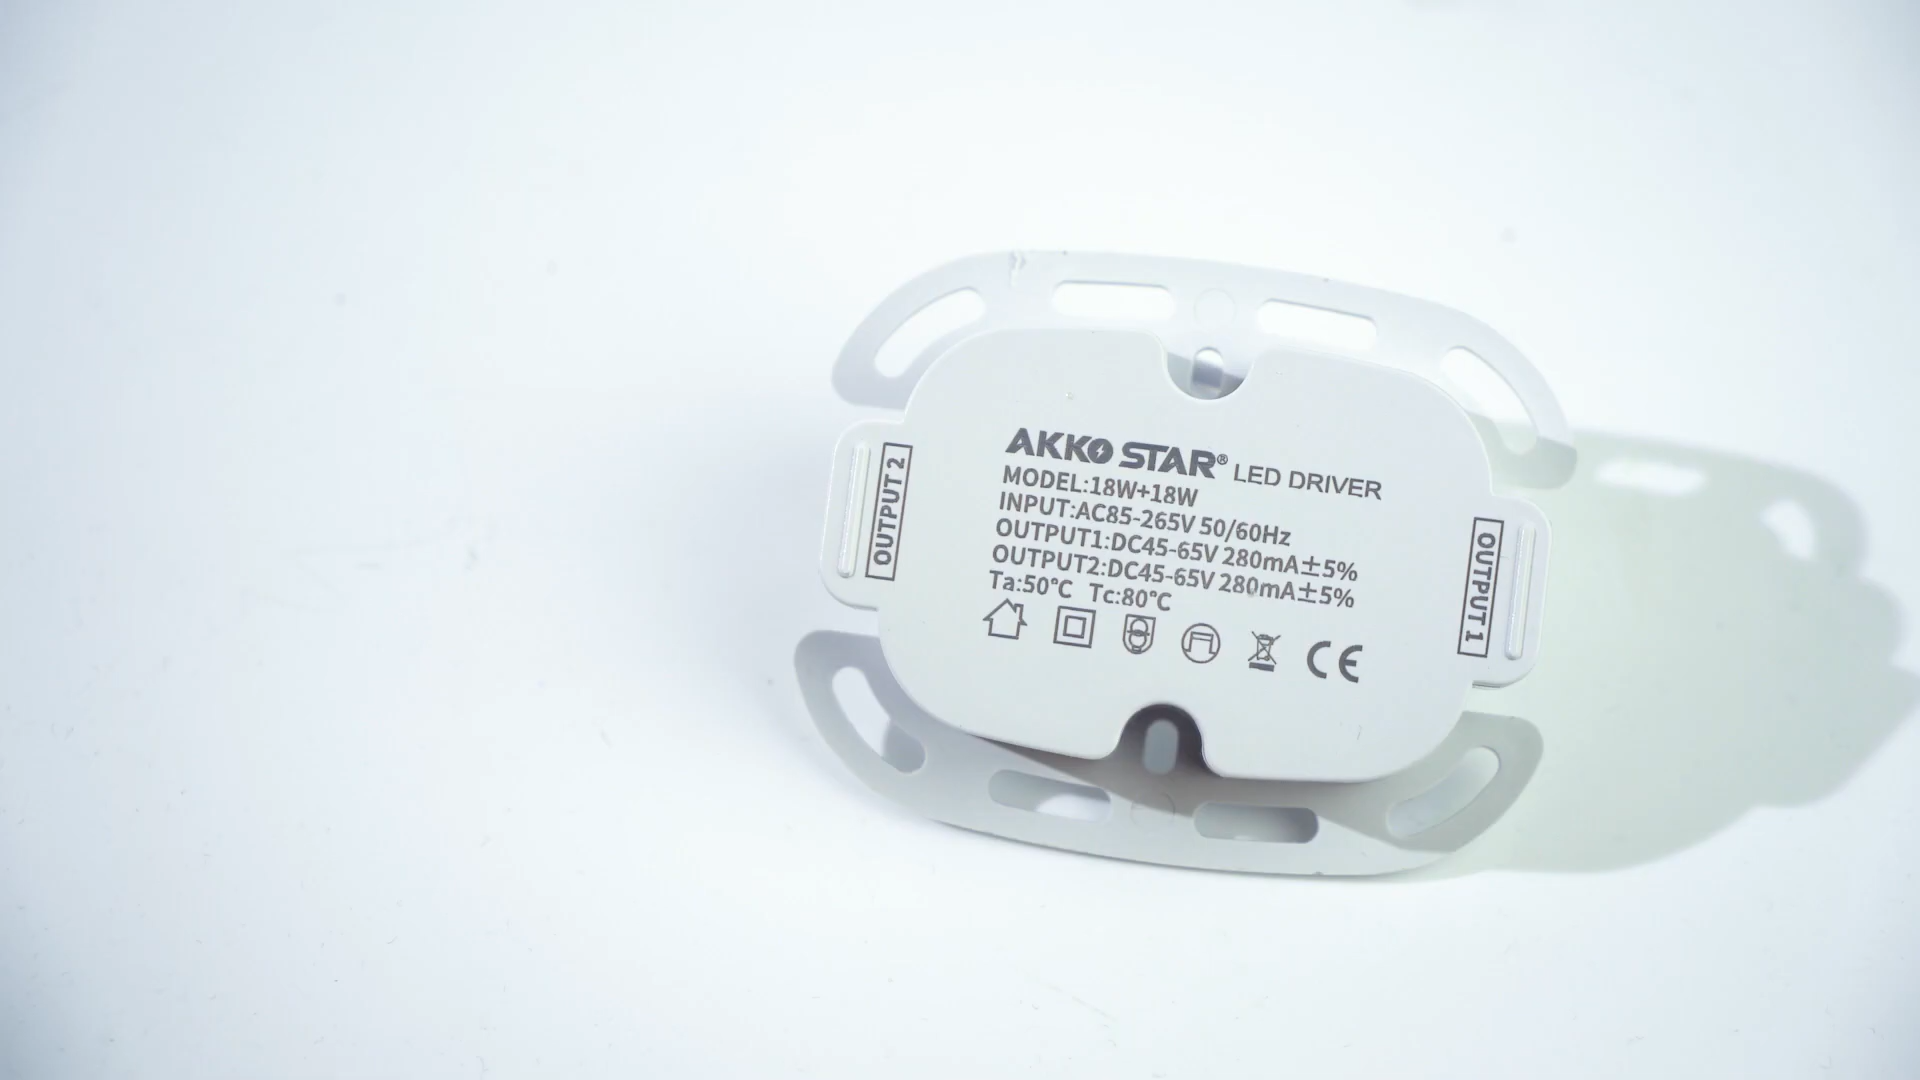 AKKO STAR® LED DRIVER
MODEL:18W+18W
INPUT:AC85-265V 50/60Hz
OUTPUT1:DC45-65V 280mA±5%
OUTPUT2:DC45-65V 280mA±5%
Ta:50℃ Tc:80℃
CE
OUTPUT 2
OUTPUT 1